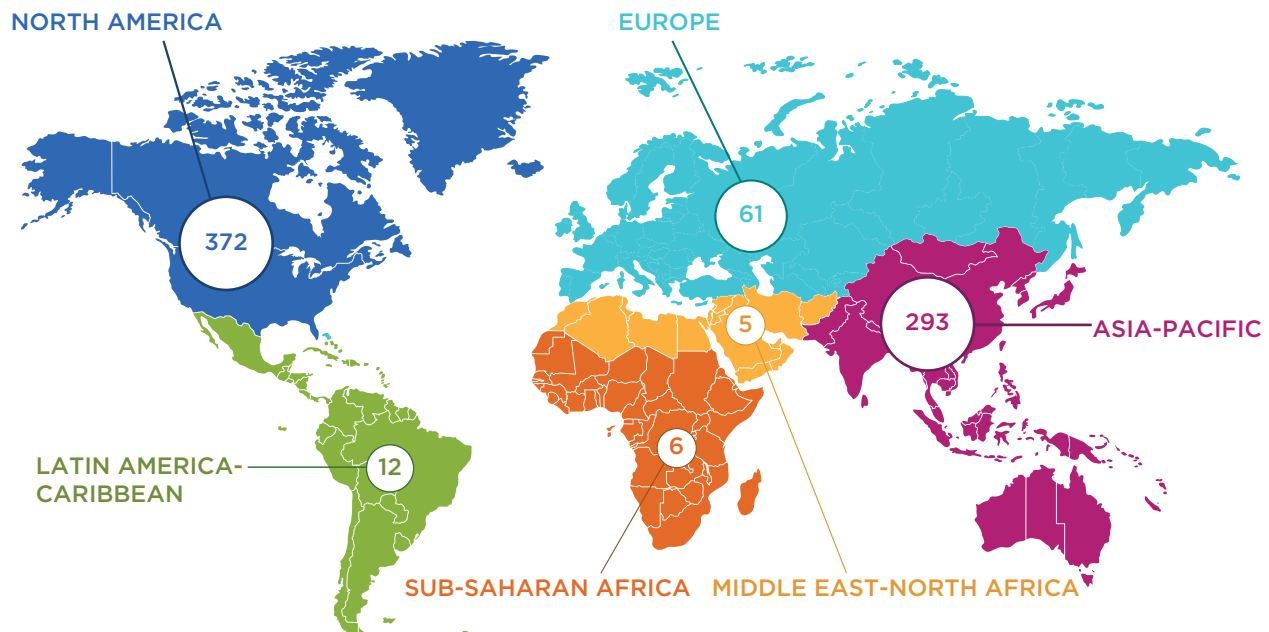 NORTH AMERICA
EUROPE
372
61
5
293
ASIA-PACIFIC
6
12
LATIN AMERICA-
CARIBBEAN
SUB-SAHARAN AFRICA
MIDDLE EAST-NORTH AFRICA